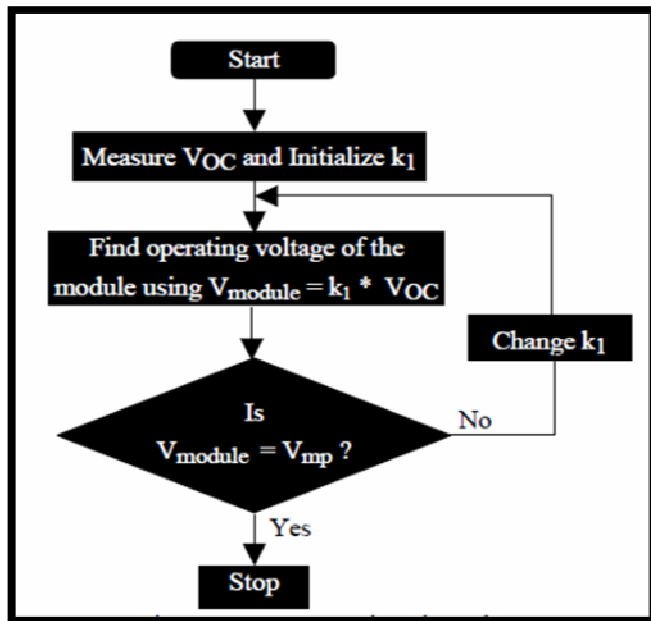 Start
Measure VOC and Initialize k1
Find operating voltage of the
module using Vmodule = k1 * VOC
Change k1
Is
Vmodule = Vmp ?
No
Yes
Stop